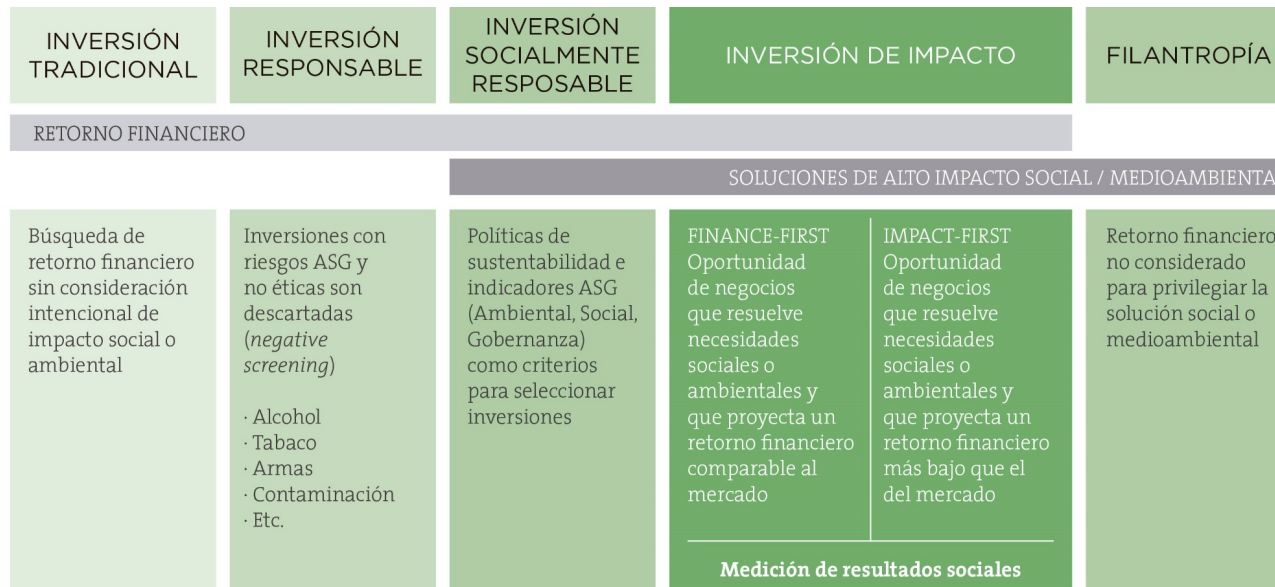 INVERSIÓN
TRADICIONAL
INVERSIÓN
RESPONSABLE
INVERSIÓN
SOCIALMENTE
RESPOSABLE
INVERSIÓN DE IMPACTO
FILANTROPÍA
RETORNO FINANCIERO
SOLUCIONES DE ALTO IMPACTO SOCIAL / MEDIOAMBIENTA
Búsqueda de
retorno financiero
sin consideración
intencional de
impacto social o
ambiental
Inversiones con
riesgos ASG y
no éticas son
descartadas
(negative
screening)
· Alcohol
· Tabaco
· Armas
· Contaminación
· Etc.
Políticas de
sustentabilidad e
indicadores ASG
(Ambiental, Social,
Gobernanza)
como criterios
para seleccionar
inversiones
FINANCE-FIRST
Oportunidad
de negocios
que resuelve
necesidades
sociales o
ambientales y
que proyecta un
retorno financiero
comparable al
mercado
IMPACT-FIRST
Oportunidad
de negocios
que resuelve
necesidades
sociales o
ambientales y
que proyecta un
retorno financiero
más bajo que el
del mercado
Medición de resultados sociales
Retorno financiero
no considerado
para privilegiar la
solución social o
medioambiental